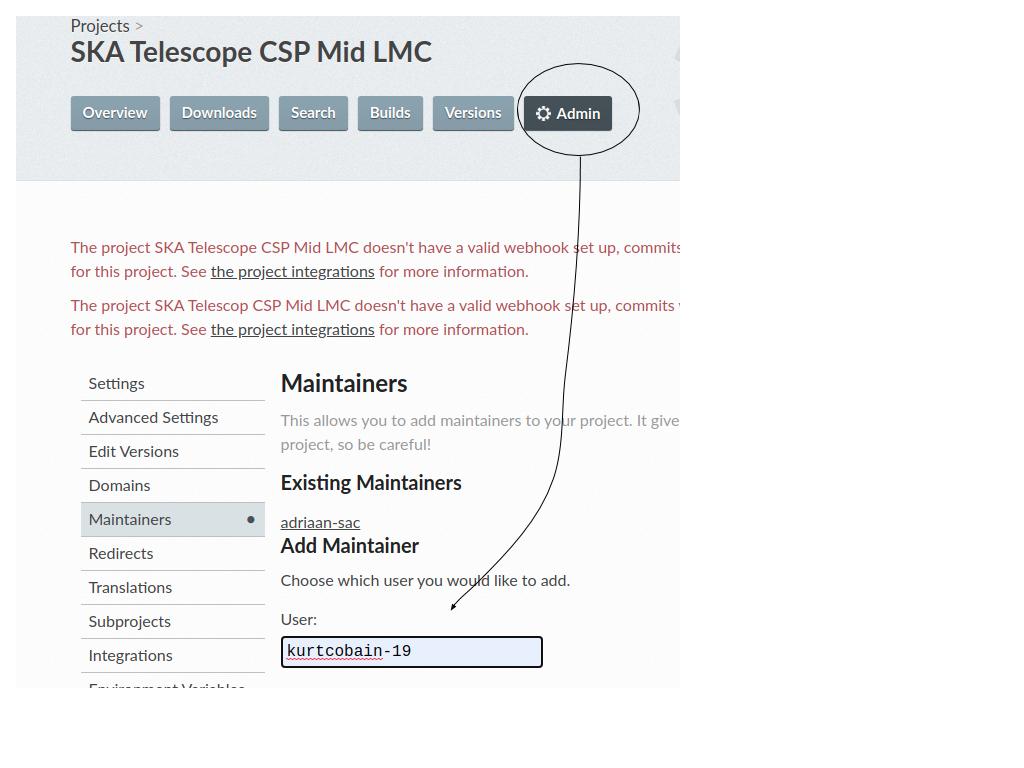 Projects >
SKA Telescope CSP Mid LMC
Overview Downloads Search Builds Versions Admin
The project SKA Telescope CSP Mid LMC doesn't have a valid webhook set up, commits
for this project. See the project integrations for more information.
The project SKA Telescop CSP Mid LMC doesn't have a valid webhook set up, commits
for this project. See the project integrations for more information.
Settings
Advanced Settings
Edit Versions
Domains
Maintainers
Redirects
Translations
Subprojects
Integrations
Environment Variables
Maintainers
This allows you to add maintainers to your project. It give
project, so be careful!
Existing Maintainers
adriaan-sac
Add Maintainer
Choose which user you would like to add.
User:
kurtcobain-19